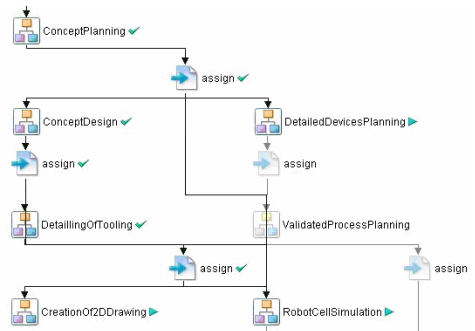 ConceptPlanning
assign
ConceptDesign
DetailedDevicesPlanning
assign
assign
DetaillingOfTooling
ValidatedProcessPlanning
assign
assign
CreationOf2DDrawing
RobotCellSimulation